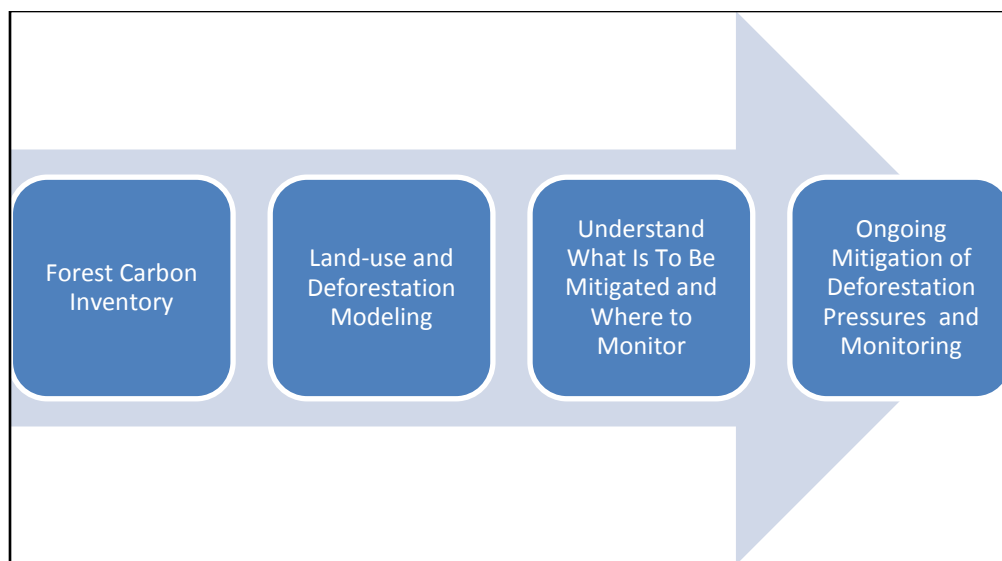 Forest Carbon
Inventory
Land-use and
Deforestation
Modeling
Understand
What Is To Be
Mitigated and
Where to
Monitor
Ongoing
Mitigation of
Deforestation
Pressures and
Monitoring